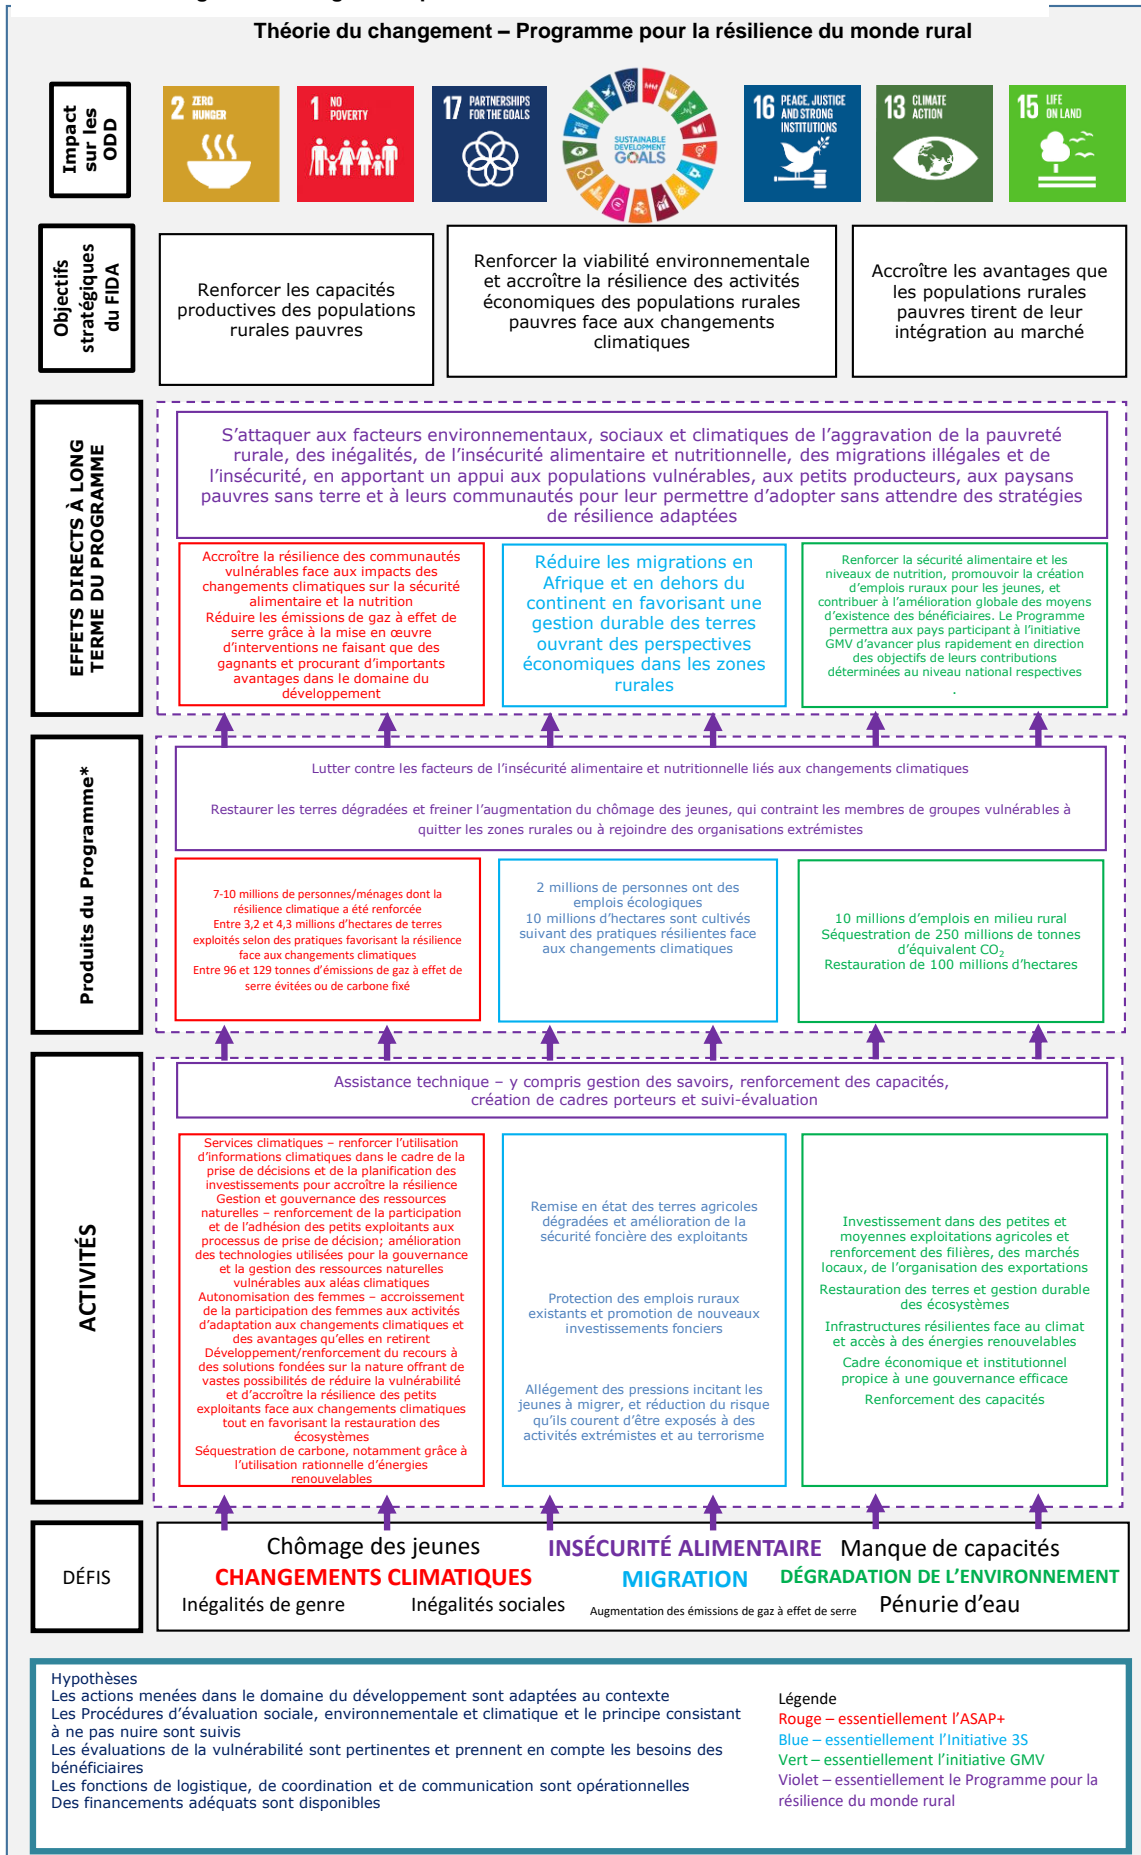 Théorie du changement – Programme pour la résilience du monde rural
Impact
sur les
ODD
2 ZERO
HUNGER
1 NO
POVERTY
17 PARTNERSHIPS
FOR THE GOALS
SUSTAINABLE
DEVELOPMENT
GOALS
16 PEACE, JUSTICE
AND STRONG
INSTITUTIONS
13 CLIMATE
ACTION
15 LIFE
ON LAND
Objectifs
stratégiques
du FIDA
Renforcer les capacités
productives des populations
rurales pauvres
Renforcer la viabilité environnementale
et accroître la résilience des activités
économiques des populations rurales
pauvres face aux changements
climatiques
Accroître les avantages que
les populations rurales
pauvres tirent de leur
intégration au marché
EFFETS DIRECTS À LONG
TERME DU PROGRAMME
S’attaquer aux facteurs environnementaux, sociaux et climatiques de l’aggravation de la pauvreté
rurale, des inégalités, de l’insécurité alimentaire et nutritionnelle, des migrations illégales et de
l’insécurité, en apportant un appui aux populations vulnérables, aux petits producteurs, aux paysans
pauvres sans terre et à leurs communautés pour leur permettre d’adopter sans attendre des stratégies
de résilience adaptées
Accroître la résilience des communautés
vulnérables face aux impacts des
changements climatiques sur la sécurité
alimentaire et la nutrition
Réduire les émissions de gaz à effet de
serre grâce à la mise en œuvre
d’interventions ne faisant que des
gagnants et procurant d’importants
avantages dans le domaine du
développement
Réduire les migrations en
Afrique et en dehors du
continent en favorisant une
gestion durable des terres
ouvrant des perspectives
économiques dans les zones
rurales
Renforcer la sécurité alimentaire et les
niveaux de nutrition, promouvoir la création
d’emplois ruraux pour les jeunes, et
contribuer à l’amélioration globale des moyens
d’existence des bénéficiaires. Le Programme
permettra aux pays participant à l’initiative
GMV d’avancer plus rapidement en direction
des objectifs de leurs contributions
déterminées au niveau national respectives
.
Produits du Programme*
Lutter contre les facteurs de l’insécurité alimentaire et nutritionnelle liés aux changements climatiques
Restaurer les terres dégradées et freiner l’augmentation du chômage des jeunes, qui contraint les membres de groupes vulnérables à
quitter les zones rurales ou à rejoindre des organisations extrémistes
7-10 millions de personnes/ménages dont la
résilience climatique a été renforcée
Entre 3,2 et 4,3 millions d’hectares de terres
exploités selon des pratiques favorisant la résilience
face aux changements climatiques
Entre 96 et 129 tonnes d’émissions de gaz à effet de
serre évitées ou de carbone fixé
2 millions de personnes ont des
emplois écologiques
10 millions d’hectares sont cultivés
suivant des pratiques résilientes face
aux changements climatiques
10 millions d’emplois en milieu rural
Séquestration de 250 millions de tonnes
d’équivalent CO₂
Restauration de 100 millions d’hectares
ACTIVITÉS
Assistance technique – y compris gestion des savoirs, renforcement des capacités,
création de cadres porteurs et suivi-évaluation
Services climatiques – renforcer l’utilisation
d’informations climatiques dans le cadre de la
prise de décisions et de la planification des
investissements pour accroître la résilience
Gestion et gouvernance des ressources
naturelles – renforcement de la participation
et de l’adhésion des petits exploitants aux
processus de prise de décision; amélioration
des technologies utilisées pour la gouvernance
et la gestion des ressources naturelles
vulnérables aux aléas climatiques
Autonomisation des femmes – accroissement
de la participation des femmes aux activités
d’adaptation aux changements climatiques et
des avantages qu’elles en retirent
Développement/renforcement du recours à
des solutions fondées sur la nature offrant de
vastes possibilités de réduire la vulnérabilité
et d’accroître la résilience des petits
exploitants face aux changements climatiques
tout en favorisant la restauration des
écosystèmes
Séquestration de carbone, notamment grâce à
l’utilisation rationnelle d’énergies
renouvelables
Remise en état des terres agricoles
dégradées et amélioration de la
sécurité foncière des exploitants
Protection des emplois ruraux
existants et promotion de nouveaux
investissements fonciers
Allégement des pressions incitant les
jeunes à migrer, et réduction du risque
qu’ils courent d’être exposés à des
activités extrémistes et au terrorisme
Investissement dans des petites et
moyennes exploitations agricoles et
renforcement des filières, des marchés
locaux, de l’organisation des exportations
Restauration des terres et gestion durable
des écosystèmes
Infrastructures résilientes face au climat
et accès à des énergies renouvelables
Cadre économique et institutionnel
propice à une gouvernance efficace
Renforcement des capacités
DÉFIS
Chômage des jeunes INSÉCURITÉ ALIMENTAIRE Manque de capacités
CHANGEMENTS CLIMATIQUES MIGRATION DÉGRADATION DE L’ENVIRONNEMENT
Inégalités de genre Inégalités sociales Augmentation des émissions de gaz à effet de serre Pénurie d’eau
Hypothèses
Les actions menées dans le domaine du développement sont adaptées au contexte
Les Procédures d’évaluation sociale, environnementale et climatique et le principe consistant
à ne pas nuire sont suivis
Les évaluations de la vulnérabilité sont pertinentes et prennent en compte les besoins des
bénéficiaires
Les fonctions de logistique, de coordination et de communication sont opérationnelles
Des financements adéquats sont disponibles
Légende
Rouge – essentiellement l’ASAP+
Blue – essentiellement l’Initiative 3S
Vert – essentiellement l’initiative GMV
Violet – essentiellement le Programme pour la
résilience du monde rural